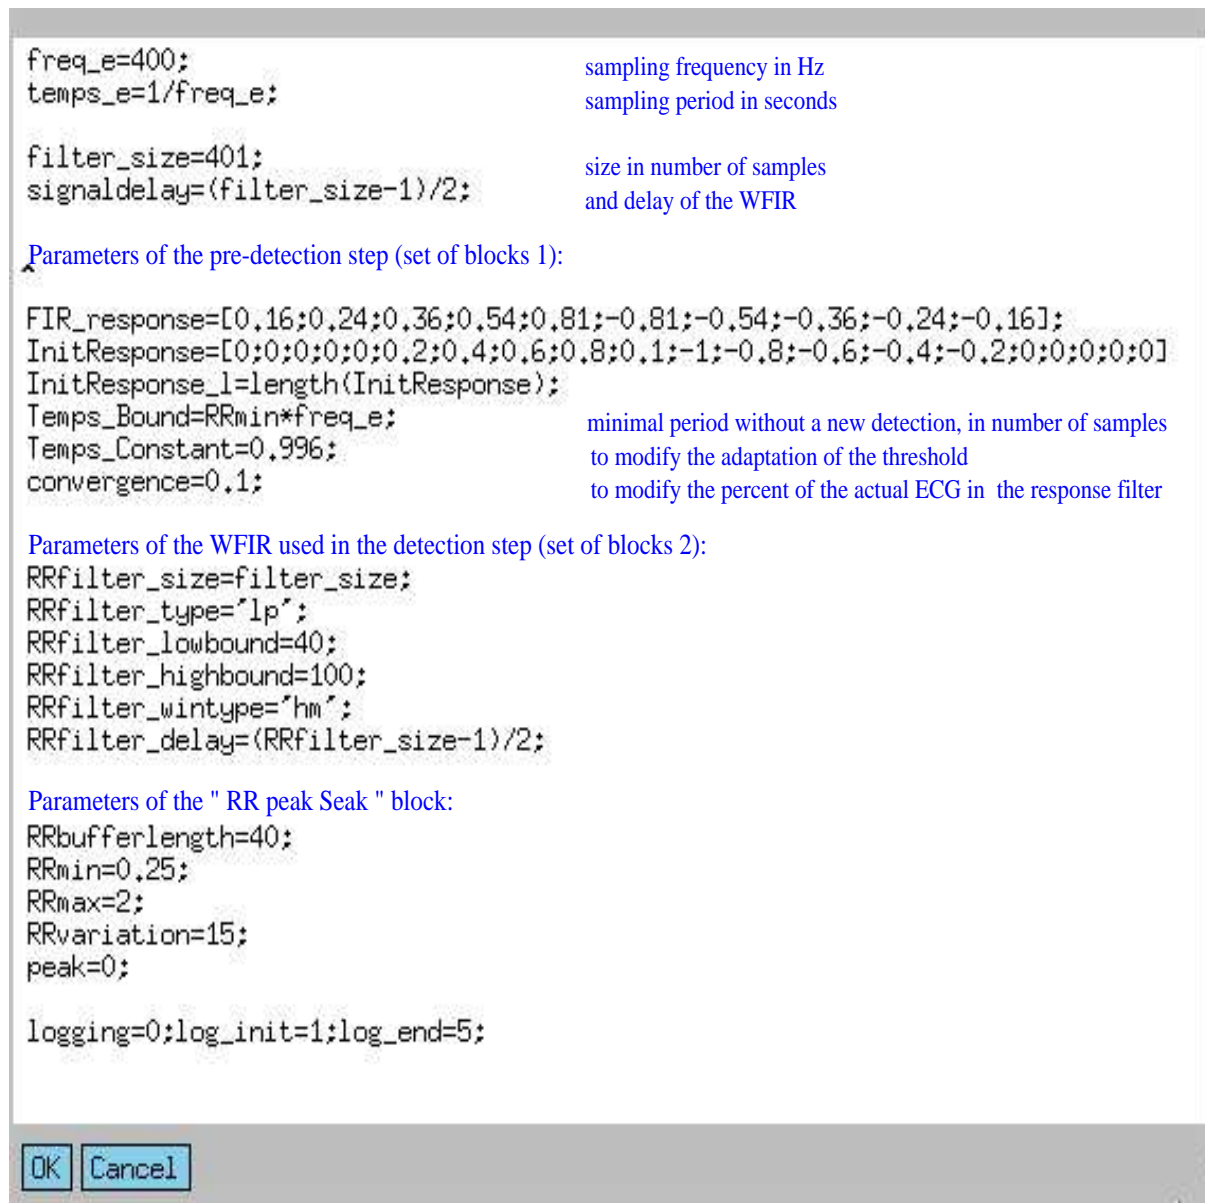 freq_e=400; sampling frequency in Hz
temps_e=1/freq_e; sampling period in seconds
filter_size=401; size in number of samples
signaldelay=(filter_size-1)/2; and delay of the WFIR
Parameters of the pre-detection step (set of blocks 1):
^
FIR_response=[0.16;0.24;0.36;0.54;0.81;-0.81;-0.54;-0.36;-0.24;-0.16];
InitResponse=[0;0;0;0;0;0.2;0.4;0.6;0.8;0.1;-1;-0.8;-0.6;-0.4;-0.2;0;0;0;0;0]
InitResponse_l=length(InitResponse);
Temps_Bound=RRmin*freq_e; minimal period without a new detection, in number of samples
Temps_Constant=0.996; to modify the adaptation of the threshold
convergence=0.1; to modify the percent of the actual ECG in the response filter
Parameters of the WFIR used in the detection step (set of blocks 2):
RRfilter_size=filter_size;
RRfilter_type='lp';
RRfilter_lowbound=40;
RRfilter_highbound=100;
RRfilter_wintype='hm';
RRfilter_delay=(RRfilter_size-1)/2;
Parameters of the " RR peak Seak " block:
RRbufferlength=40;
RRmin=0.25;
RRmax=2;
RRvariation=15;
peak=0;
logging=0;log_init=1;log_end=5;
OK Cancel